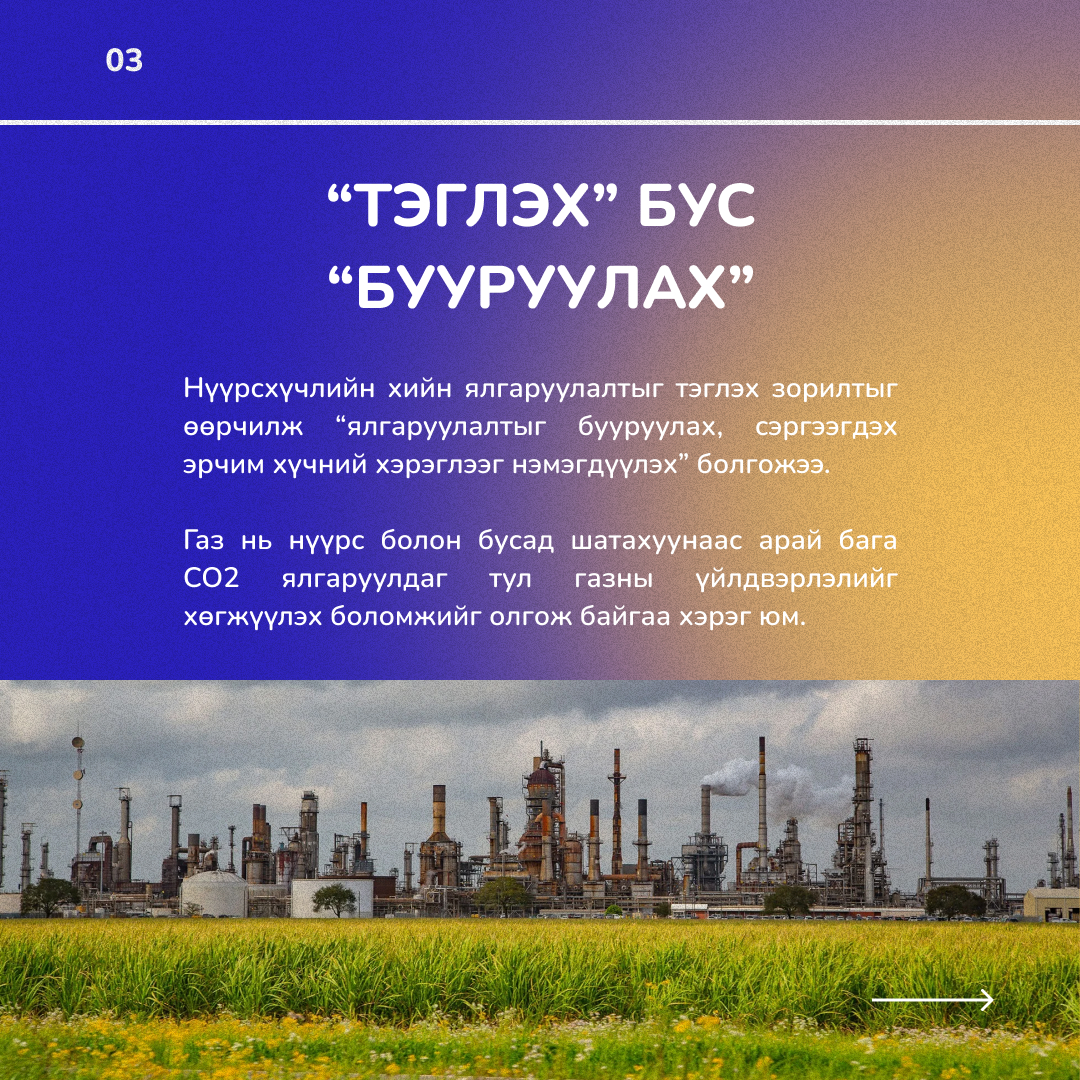 03
“ТЭГЛЭХ” БУС
“БУУРУУЛАХ”
Нүүрсхүчлийн хийн ялгаруулалтыг тэглэх зорилтыг
өөрчилж “ялгаруулалтыг бууруулах, сэргээгдэх
эрчим хүчний хэрэглээг нэмэгдүүлэх” болгожээ.
Газ нь нүүрс болон бусад шатахуунаас арай бага
CO2 ялгаруулдаг тул газны үйлдвэрлэлийг
хөгжүүлэх боломжийг олгож байгаа хэрэг юм.